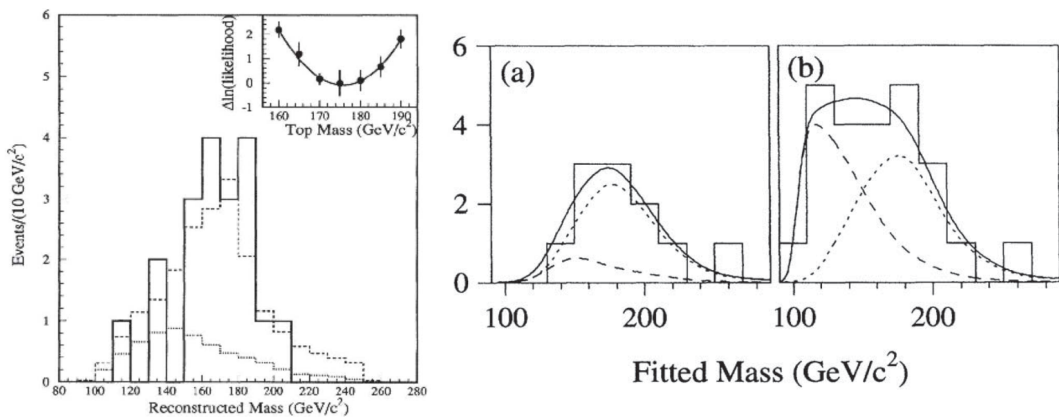 Events/(10 GeV/c²)
6
5
4
3
2
1
0
80 100 120 140 160 180 200 220 240 260 280
Reconstructed Mass (GeV/c²)
Δln(likelihood)
2
1
0
-1
160 170 180 190
Top Mass (GeV/c²)
6
4
2
0
(a)
(b)
100 200
100 200
Fitted Mass (GeV/c²)